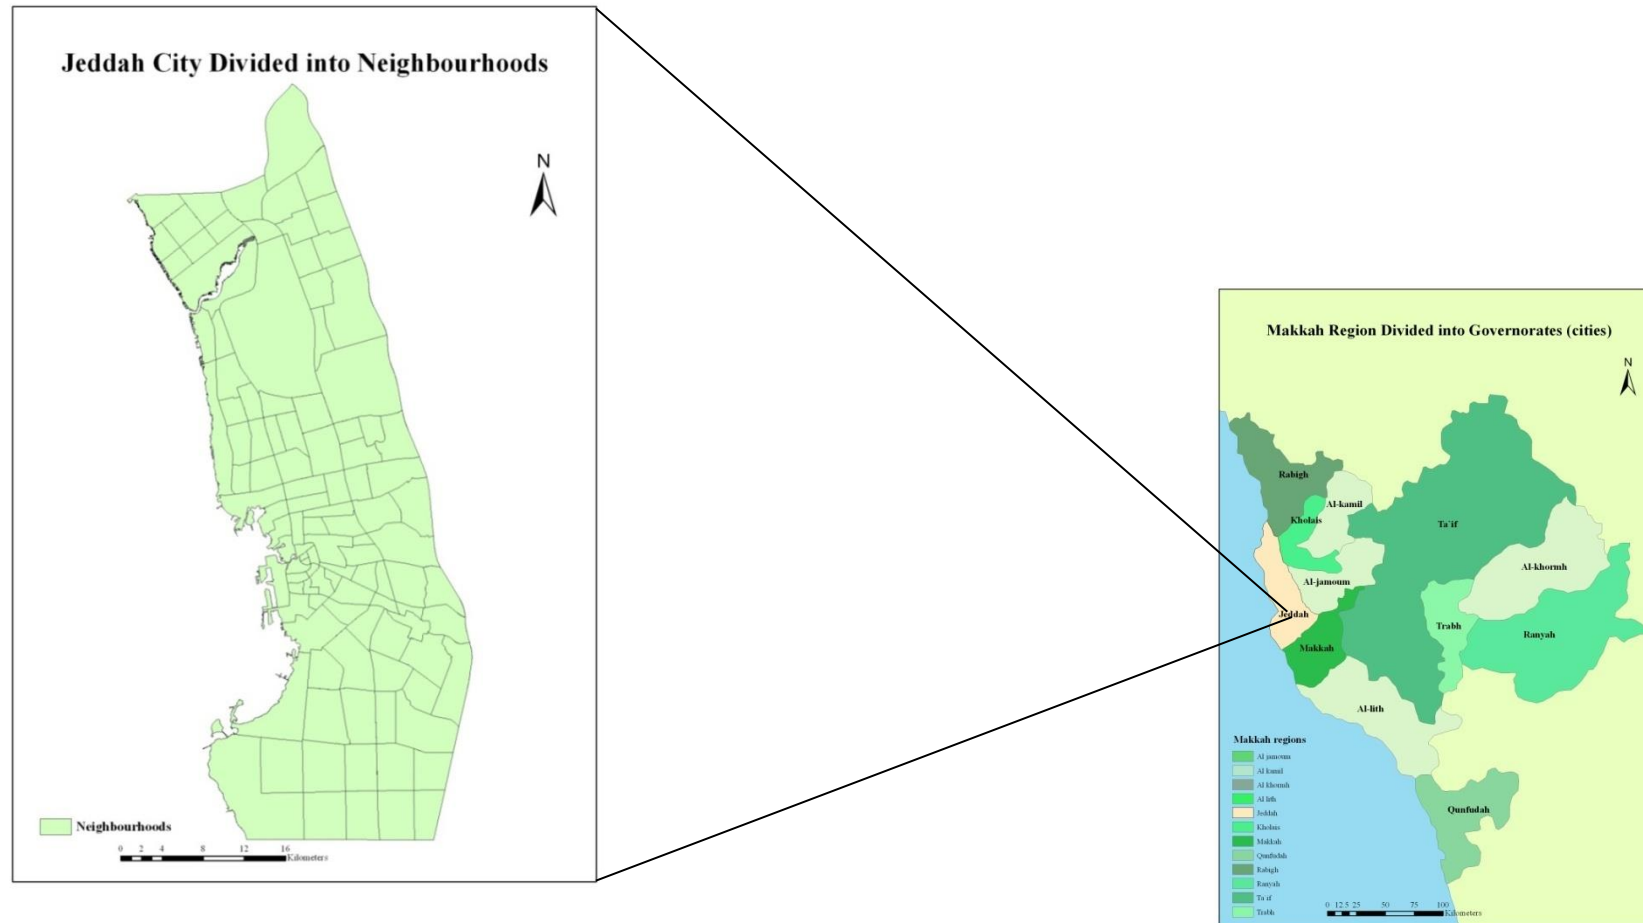 Jeddah City Divided into Neighbourhoods
N
Neighbourhoods
0 2 4 8 12 16
Kilometers
Makkah Region Divided into Governorates (cities)
N
Rabigh
Al-kamil
Kholais
Ta`if
Al-khormh
Al-jamoum
Jeddah
Trabh
Ranyah
Makkah
Al-lith
Qunfudah
Makkah regions
Al jamoum
Al kamil
Al khormh
Al lith
Jeddah
Kholais
Makkah
Qunfudah
Rabigh
Ranyah
Ta`if
Trabh
0 12.5 25 50 75 100
Kilometers